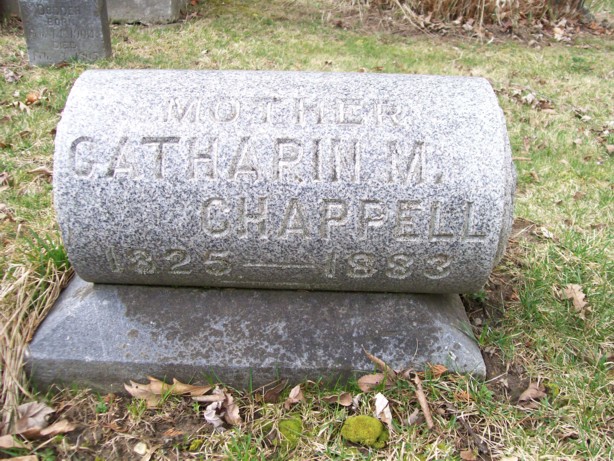 MOTHER
CATHARIN M.
CHAPPELL
1825 — 1883